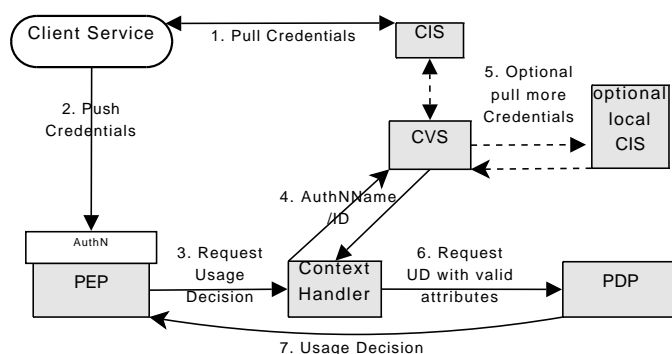 Client Service
1. Pull Credentials
CIS
2. Push
Credentials
5. Optional
pull more
Credentials
optional
local
CIS
CVS
4. AuthNName
/ID
AuthN
PEP
3. Request
Usage
Decision
Context
Handler
6. Request
UD with valid
attributes
PDP
7. Usage Decision